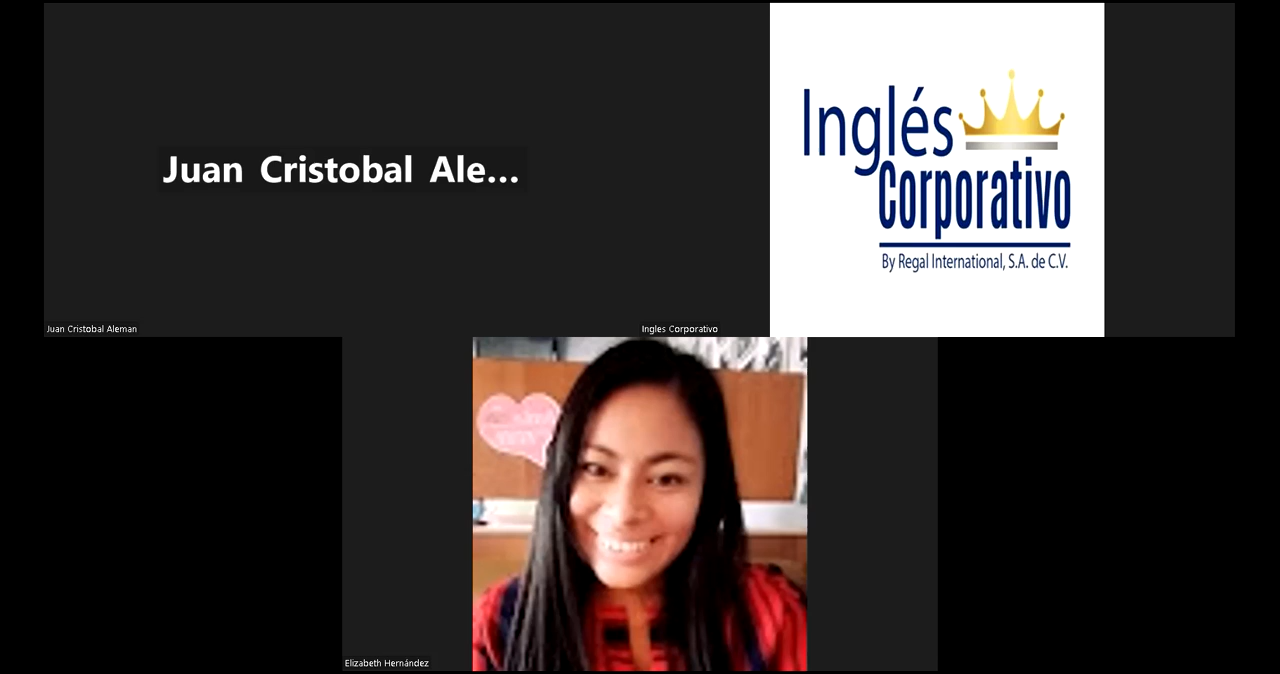 Juan Cristobal Ale...
Inglés
Corporativo
By Regal International, S.A. de C.V.
Juan Cristobal Aleman
Ingles Corporativo
Elizabeth Hernández